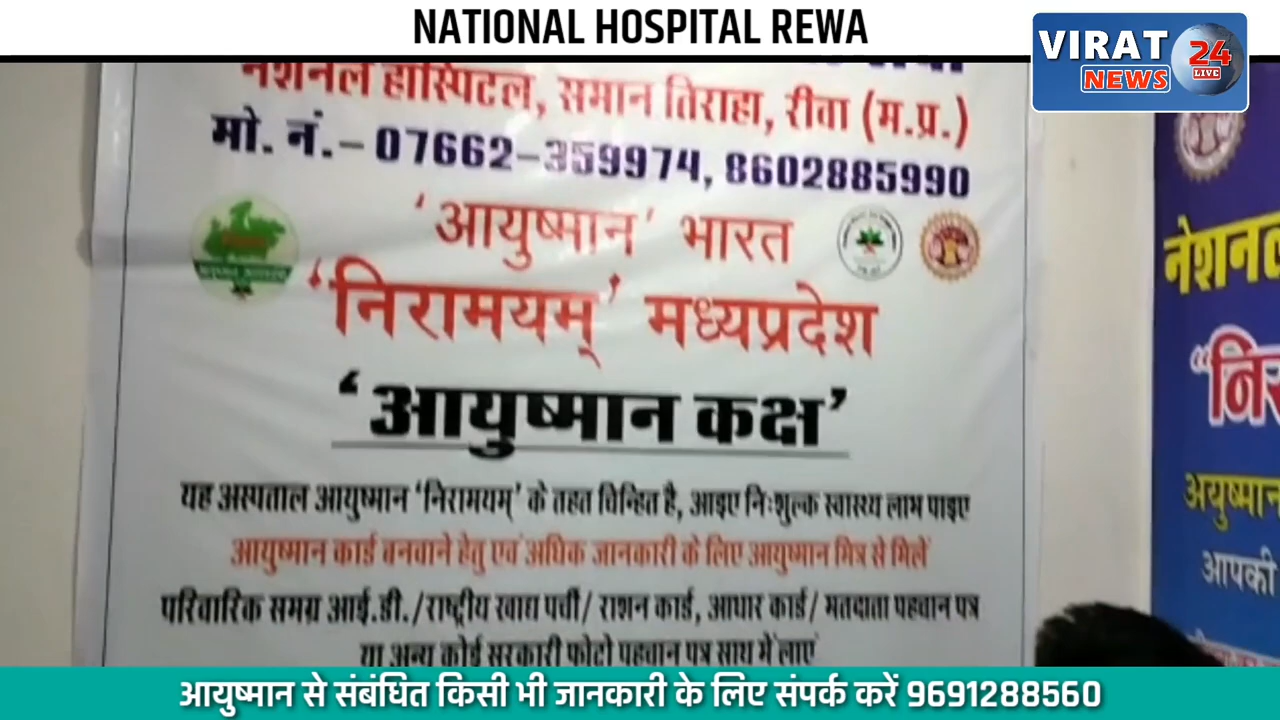 NATIONAL HOSPITAL REWA
VIRAT
24
NEWS
LIVE
नेशनल हास्पिटल, समान तिराहा, रीवा (म.प्र.)
मो. नं.– 07662-359974, 8602885990
‘आयुष्मान’ भारत
‘निरामयम्’ मध्यप्रदेश
‘आयुष्मान कक्ष’
यह अस्पताल आयुष्मान ‘निरामयम्’ के तहत चिन्हित है, आइए निःशुल्क स्वास्थ्य लाभ पाइए
आयुष्मान कार्ड बनवाने हेतु एवं अधिक जानकारी के लिए आयुष्मान मित्र से मिलें
परिवारिक समग्र आई.डी./राष्ट्रीय खाद्य पर्ची/ राशन कार्ड, आधार कार्ड/ मतदाता पहचान पत्र
या अन्य कोई सरकारी फोटो पहचान पत्र साथ में लाएं
नेशनल
अयुष्मान
आपकी
आयुष्मान से संबंधित किसी भी जानकारी के लिए संपर्क करें 9691288560